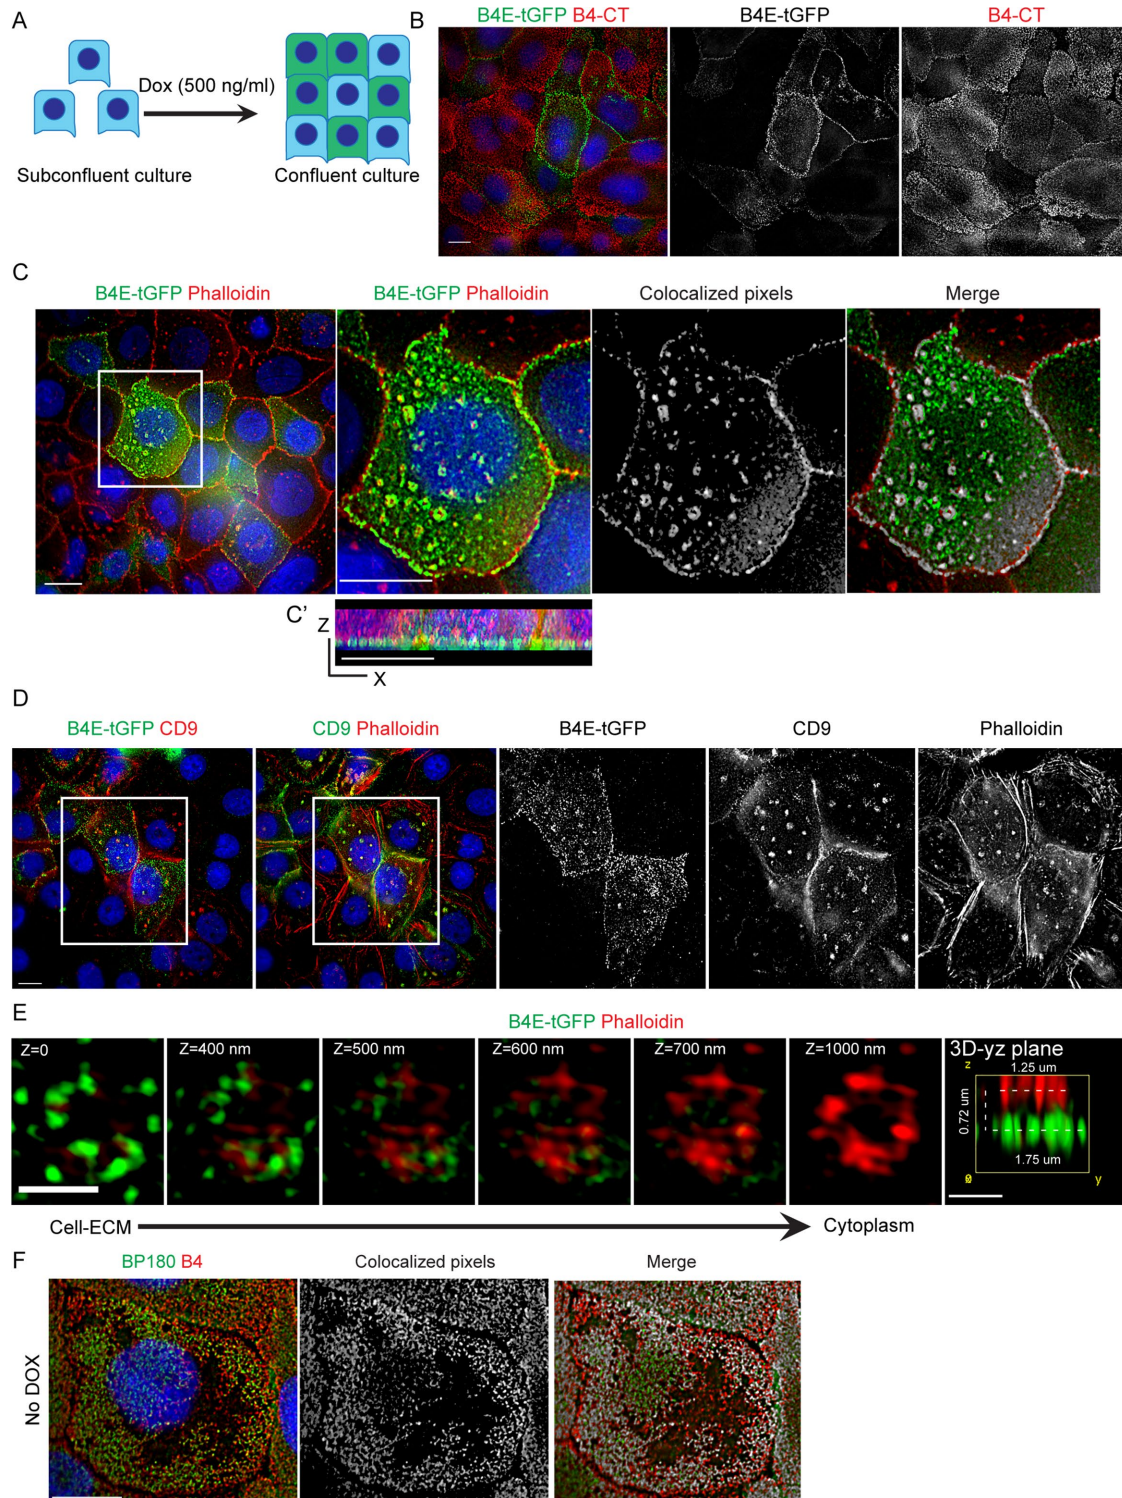 A
Dox (500 ng/ml)
Subconfluent culture
Confluent culture
B
B4E-tGFP B4-CT
B4E-tGFP
B4-CT
C
B4E-tGFP Phalloidin
B4E-tGFP Phalloidin
Colocalized pixels
Merge
C'
Z
X
D
B4E-tGFP CD9
CD9 Phalloidin
B4E-tGFP
CD9
Phalloidin
E
B4E-tGFP Phalloidin
Z=0
Z=400 nm
Z=500 nm
Z=600 nm
Z=700 nm
Z=1000 nm
3D-yz plane
z
1.25 um
0.72 um
1.75 um
y
Cell-ECM
Cytoplasm
F
BP180 B4
Colocalized pixels
Merge
No DOX